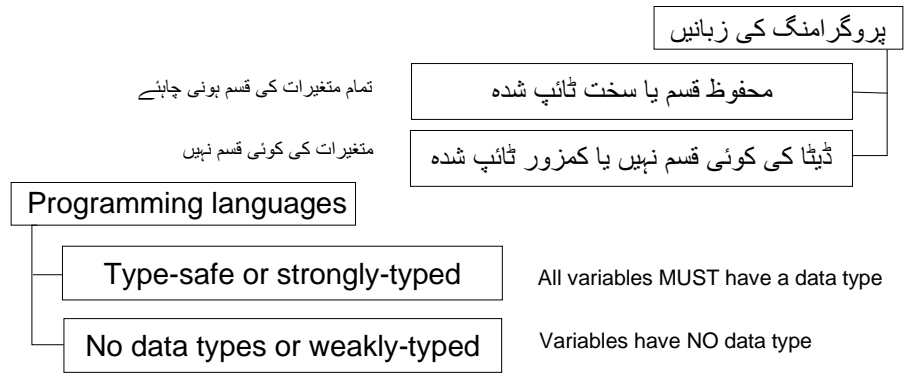 پروگرامنگ کی زبانیں
محفوظ قسم یا سخت ٹائپ شدہ
تمام متغیرات کی قسم ہونی چاہئے
ڈیٹا کی کوئی قسم نہیں یا کمزور ٹائپ شدہ
متغیرات کی کوئی قسم نہیں
Programming languages
Type-safe or strongly-typed
All variables MUST have a data type
No data types or weakly-typed
Variables have NO data type